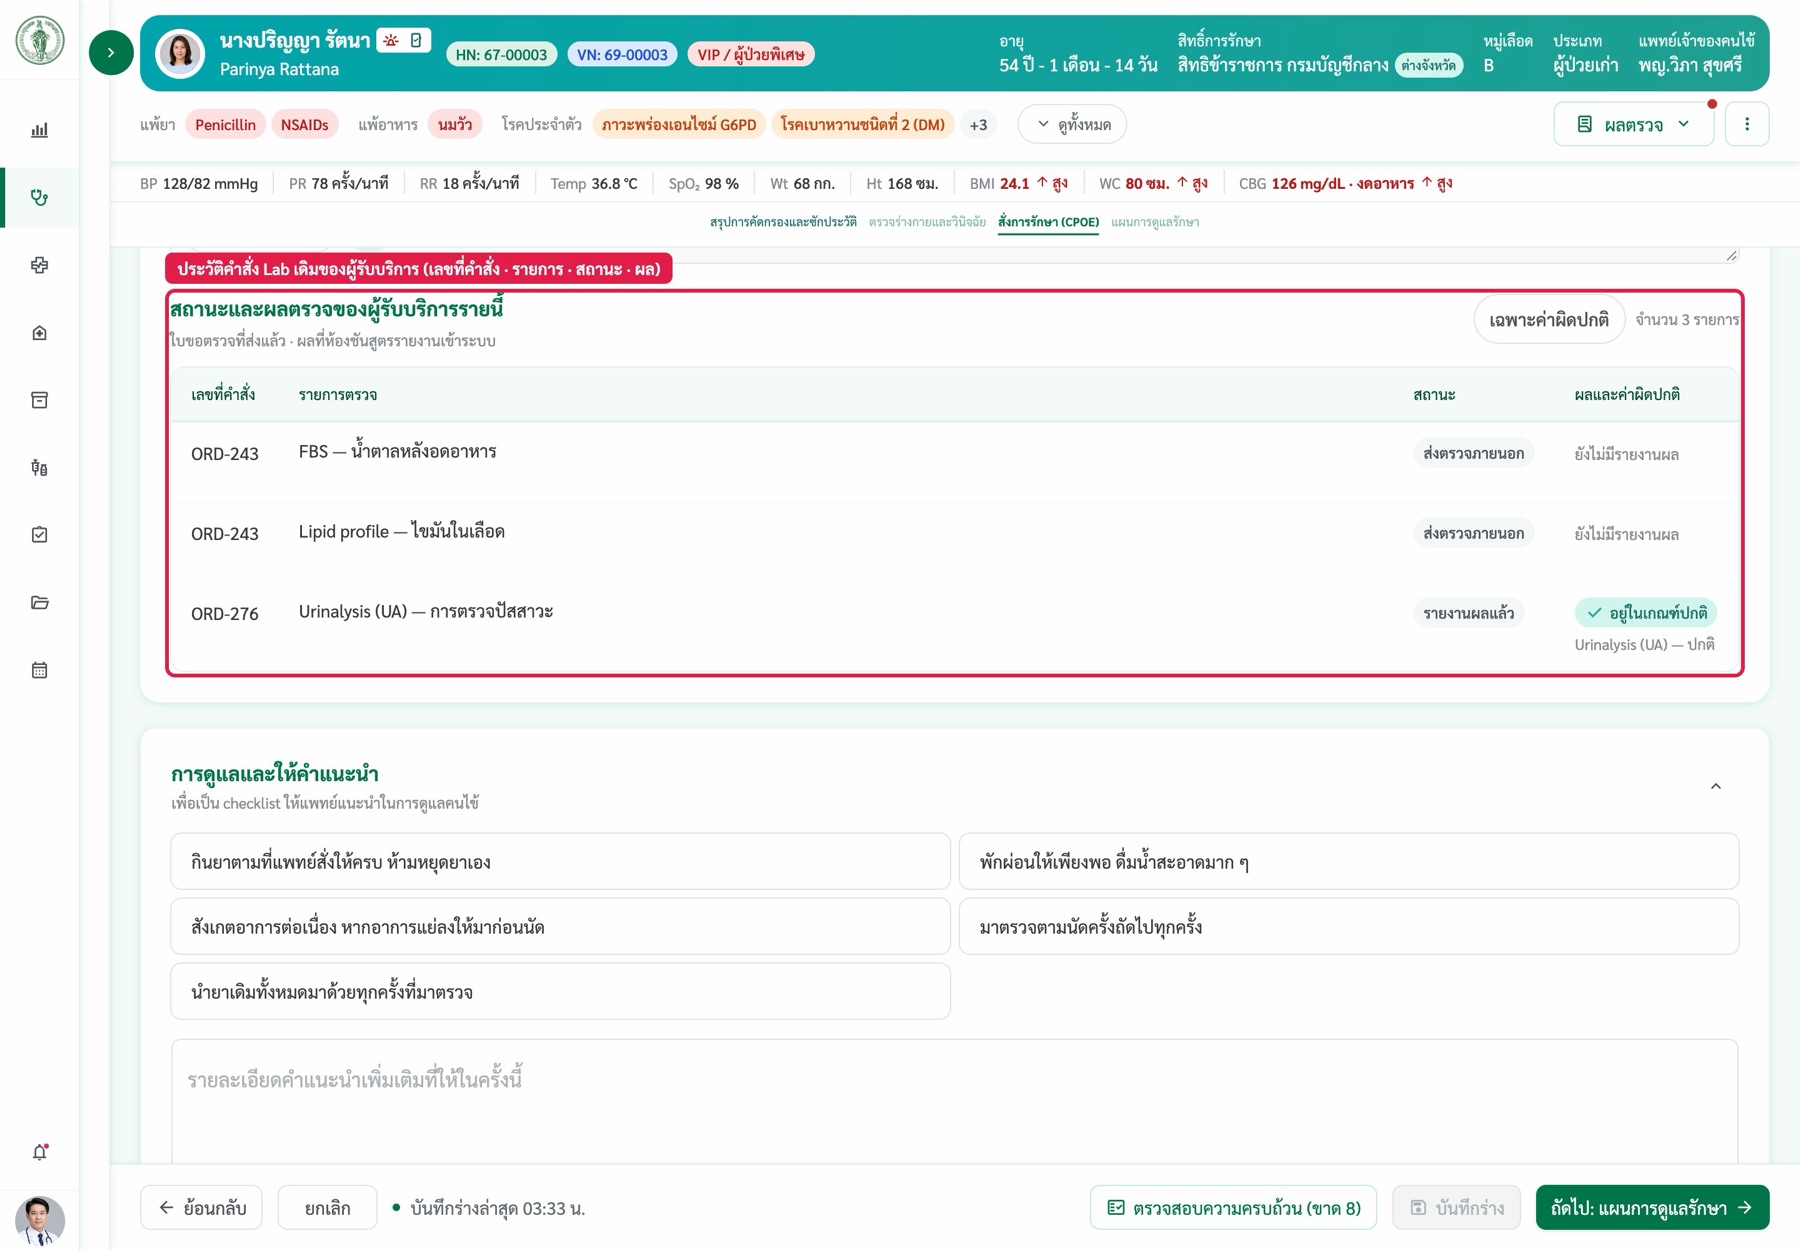 นางปริญญา รัตนา
Parinya Rattana
HN: 67-00003
VN: 69-00003
VIP / ผู้ป่วยพิเศษ
อายุ
54 ปี - 1 เดือน - 14 วัน
สิทธิ์การรักษา
สิทธิข้าราชการ กรมบัญชีกลาง ต่างจังหวัด
หมู่เลือด
B
ประเภท
ผู้ป่วยเก่า
แพทย์เจ้าของคนไข้
พญ.วิภา สุขศรี
แพ้ยา Penicillin NSAIDs แพ้อาหาร นมวัว โรคประจำตัว ภาวะพร่องเอนไซม์ G6PD โรคเบาหวานชนิดที่ 2 (DM) +3 ดูทั้งหมด
ผลตรวจ
BP 128/82 mmHg PR 78 ครั้ง/นาที RR 18 ครั้ง/นาที Temp 36.8 °C SpO₂ 98 % Wt 68 กก. Ht 168 ซม. BMI 24.1 ↑ สูง WC 80 ซม. ↑ สูง CBG 126 mg/dL · งดอาหาร ↑ สูง
สรุปการคัดกรองและซักประวัติ ตรวจร่างกายและวินิจฉัย สั่งการรักษา (CPOE) แผนการดูแลรักษา
ประวัติคำสั่ง Lab เดิมของผู้รับบริการ (เลขที่คำสั่ง · รายการ · สถานะ · ผล)
สถานะและผลตรวจของผู้รับบริการรายนี้
ใบขอตรวจที่ส่งแล้ว · ผลที่ห้องชันสูตรรายงานเข้าระบบ
เฉพาะค่าผิดปกติ จำนวน 3 รายการ
เลขที่คำสั่ง รายการตรวจ สถานะ ผลและค่าผิดปกติ
ORD-243 FBS — น้ำตาลหลังอดอาหาร ส่งตรวจภายนอก ยังไม่มีรายงานผล
ORD-243 Lipid profile — ไขมันในเลือด ส่งตรวจภายนอก ยังไม่มีรายงานผล
ORD-276 Urinalysis (UA) — การตรวจปัสสาวะ รายงานผลแล้ว อยู่ในเกณฑ์ปกติ
Urinalysis (UA) — ปกติ
การดูแลและให้คำแนะนำ
เพื่อเป็น checklist ให้แพทย์แนะนำในการดูแลคนไข้
กินยาตามที่แพทย์สั่งให้ครบ ห้ามหยุดยาเอง
พักผ่อนให้เพียงพอ ดื่มน้ำสะอาดมาก ๆ
สังเกตอาการต่อเนื่อง หากอาการแย่ลงให้มาก่อนนัด
มาตรวจตามนัดครั้งถัดไปทุกครั้ง
นำยาเดิมทั้งหมดมาด้วยทุกครั้งที่มาตรวจ
รายละเอียดคำแนะนำเพิ่มเติมที่ให้ในครั้งนี้
ย้อนกลับ ยกเลิก บันทึกร่างล่าสุด 03:33 น. ตรวจสอบความครบถ้วน (ขาด 8) บันทึกร่าง ถัดไป: แผนการดูแลรักษา